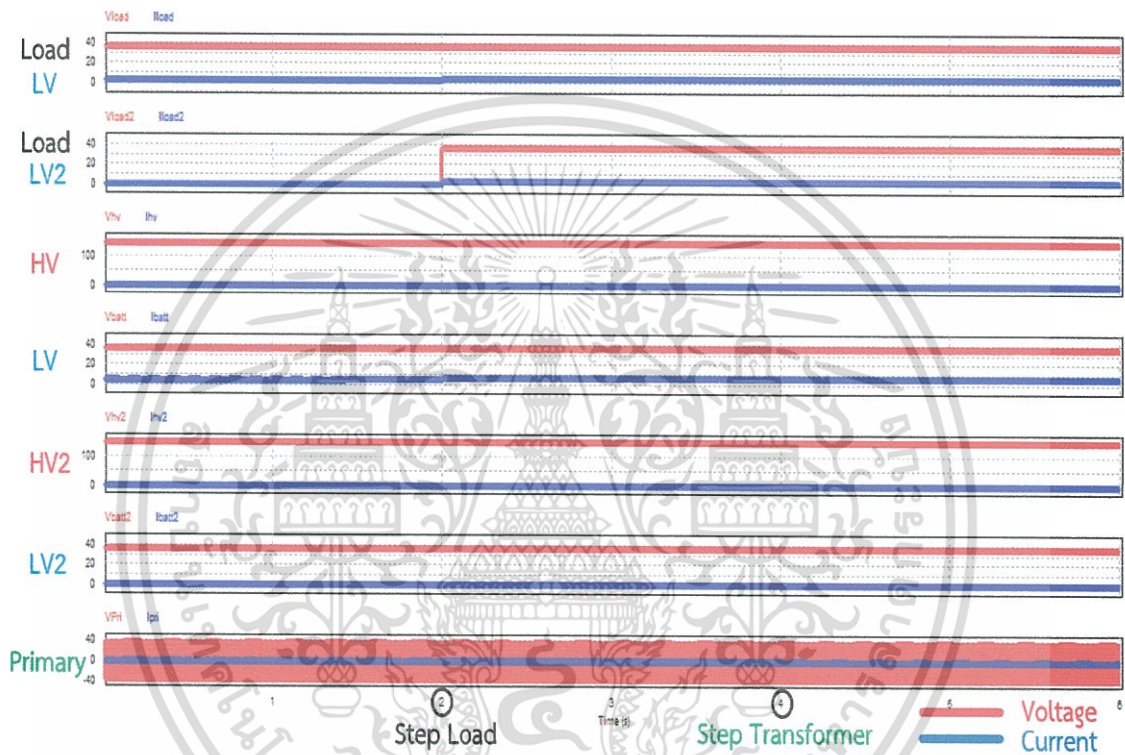 Vload Iload
Load
LV
40
20
0
Vload2 Iload2
Load
LV2
40
20
0
Vhv Ihv
HV
100
0
Vbatt Ibatt
LV
40
20
0
Vhv2 Ihv2
HV2
100
0
Vbatt2 Ibatt2
LV2
40
20
0
VPri Ipri
Primary
40
0
-40
1 2 3 4 5 6
Time (s)
Step Load
Step Transformer
Voltage
Current